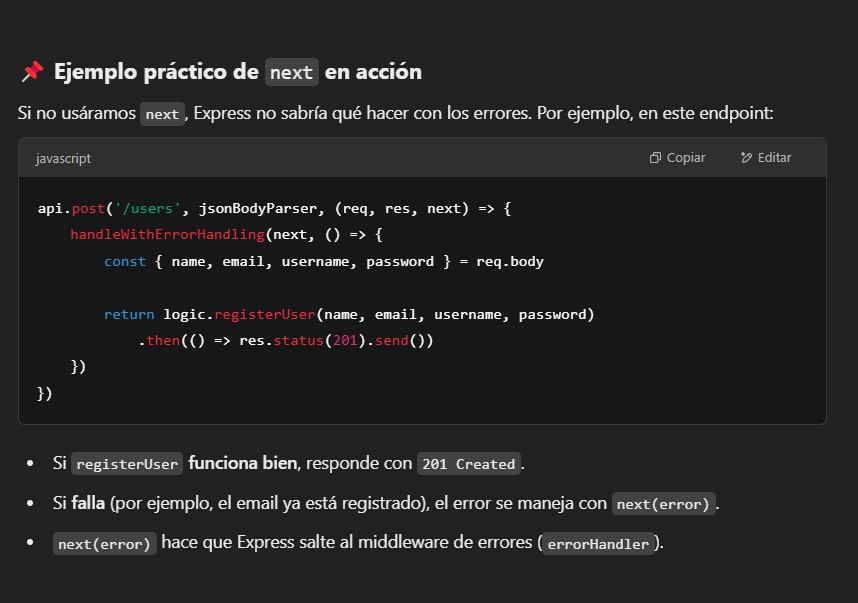 📌 Ejemplo práctico de next en acción
Si no usáramos next, Express no sabría qué hacer con los errores. Por ejemplo, en este endpoint:
javascript
Copiar
Editar
api.post('/users', jsonBodyParser, (req, res, next) => {
    handleWithErrorHandling(next, () => {
        const { name, email, username, password } = req.body

        return logic.registerUser(name, email, username, password)
            .then(() => res.status(201).send())
    })
})
• Si registerUser funciona bien, responde con 201 Created.
• Si falla (por ejemplo, el email ya está registrado), el error se maneja con next(error).
• next(error) hace que Express salte al middleware de errores (errorHandler).